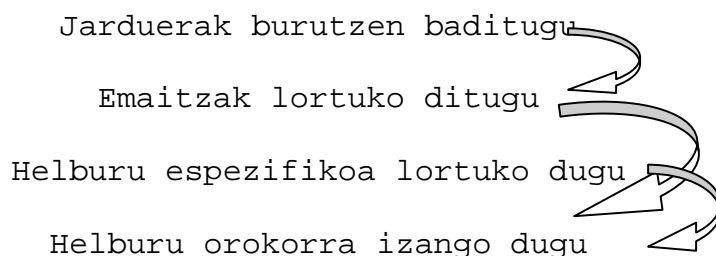 Jarduerak burutzen baditugu
Emaitzak lortuko ditugu
Helburu espezifikoa lortuko dugu
Helburu orokorra izango dugu